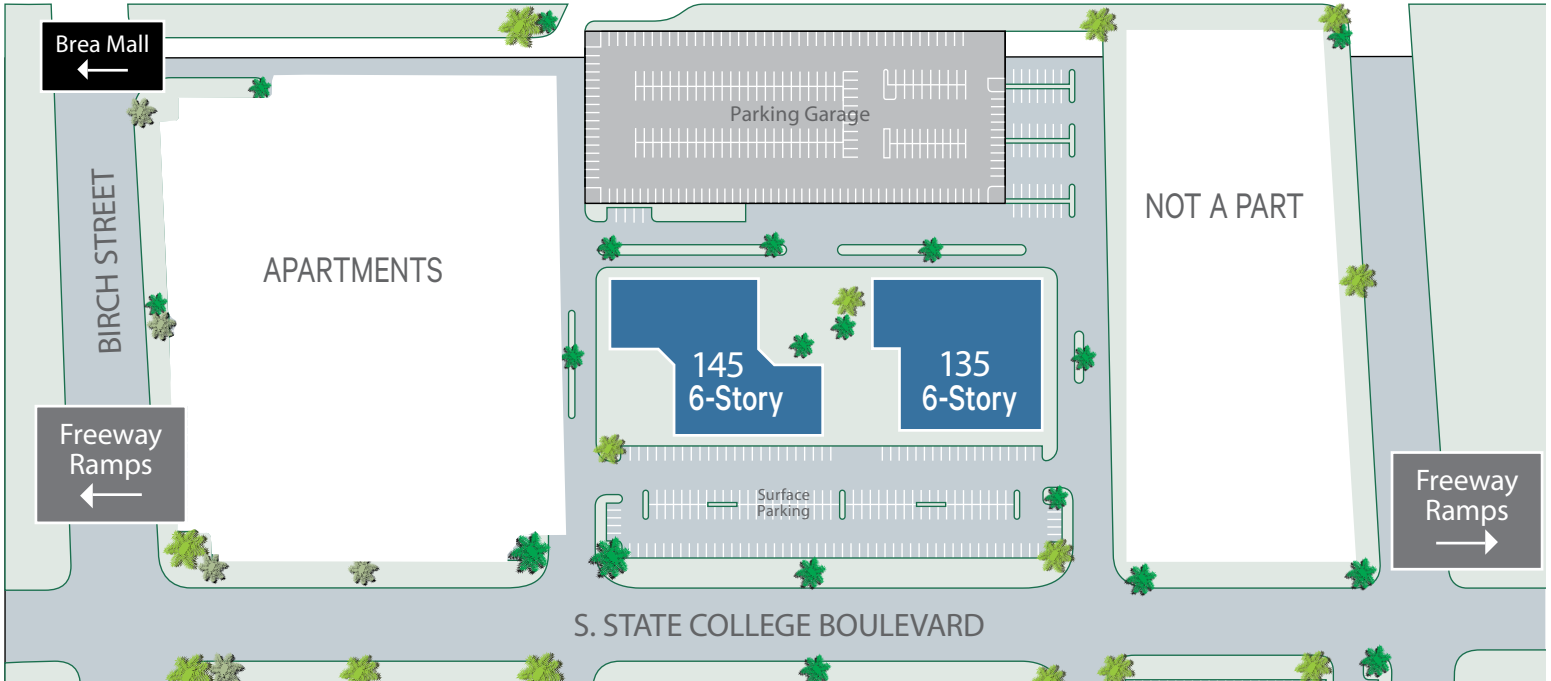 Brea Mall
Parking Garage
BIRCH STREET
APARTMENTS
NOT A PART
145
6-Story
135
6-Story
Freeway
Ramps
Surface
Parking
Freeway
Ramps
S. STATE COLLEGE BOULEVARD